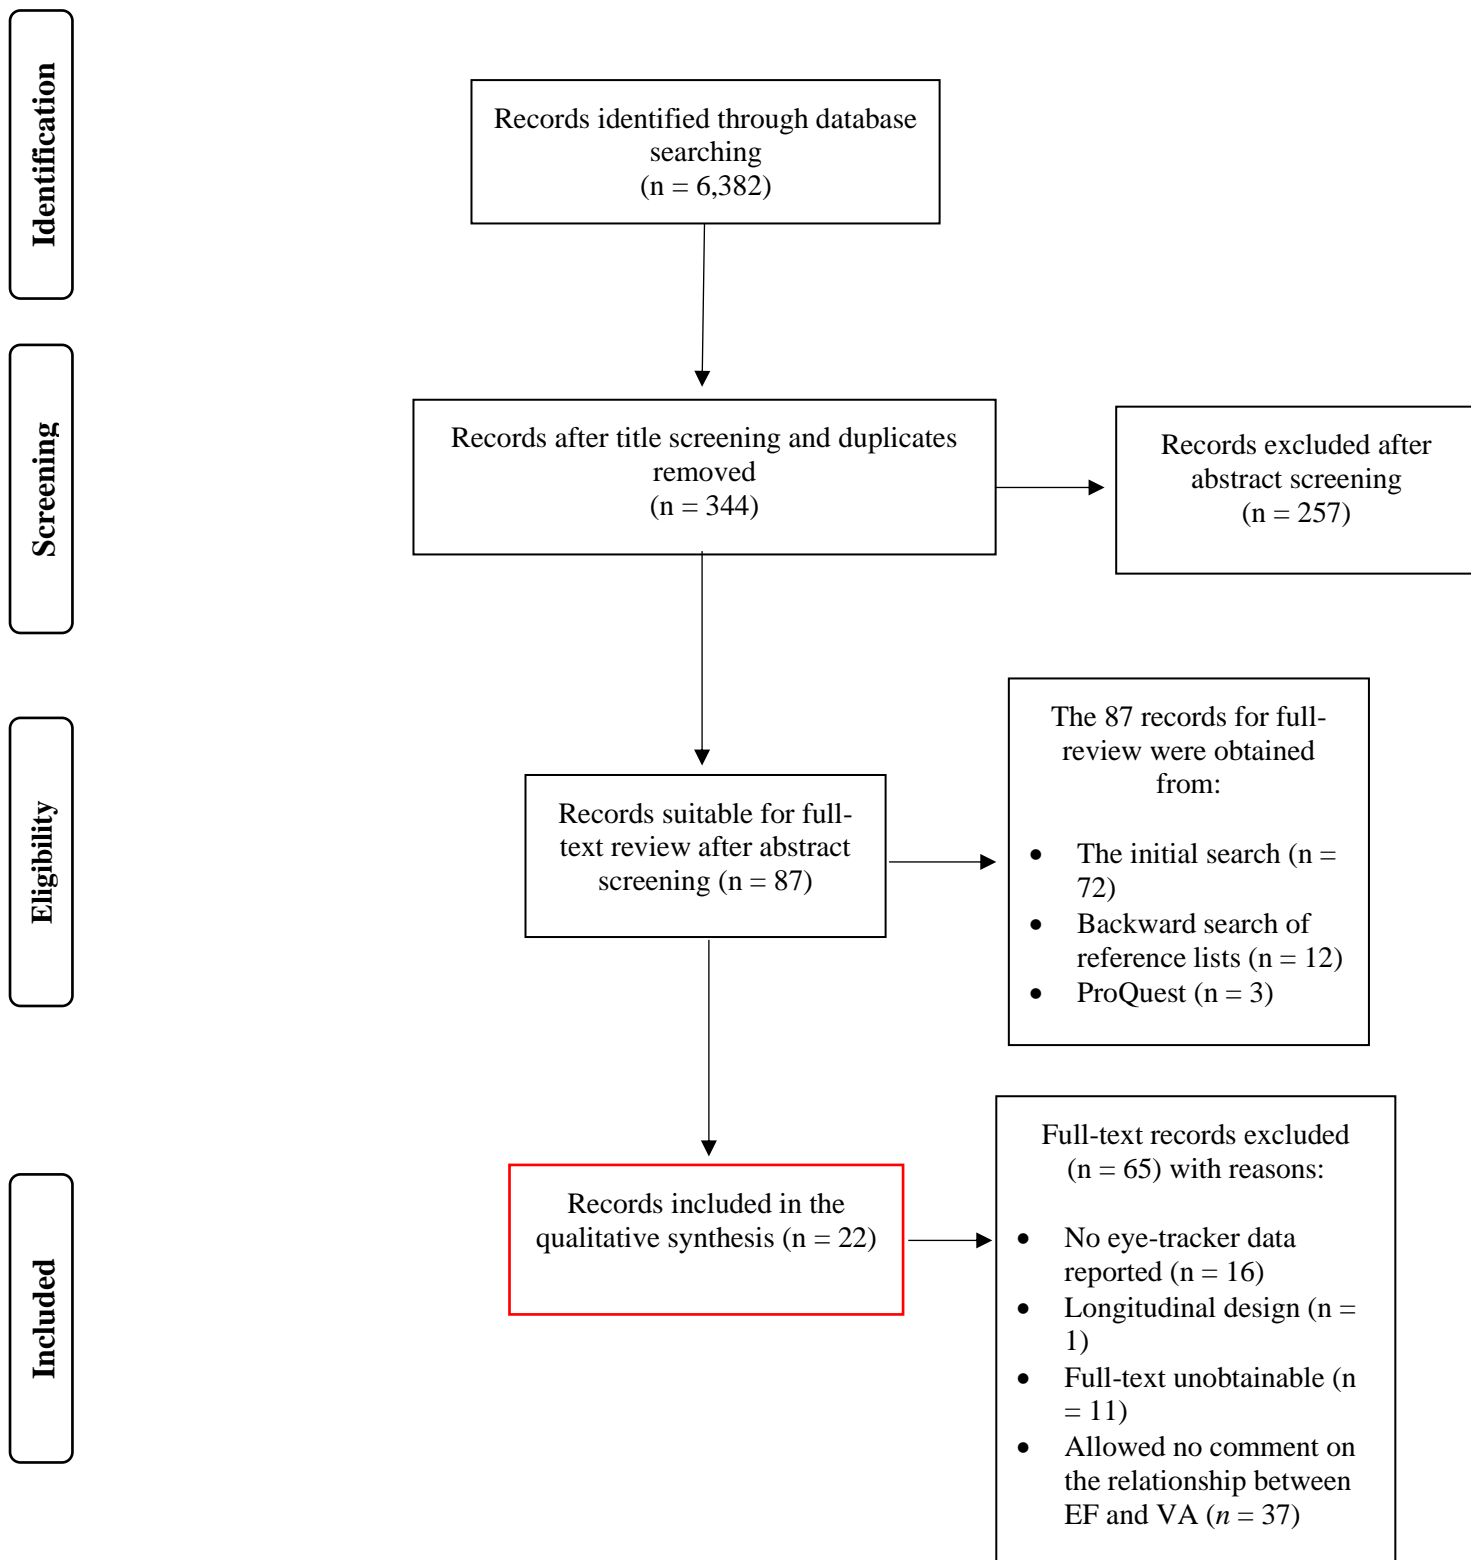 Identification
Records identified through database
searching
(n = 6,382)
Screening
Records after title screening and duplicates
removed
(n = 344)
Records excluded after
abstract screening
(n = 257)
Eligibility
Records suitable for full-
text review after abstract
screening (n = 87)
The 87 records for full-
review were obtained
from:
• The initial search (n =
72)
• Backward search of
reference lists (n = 12)
• ProQuest (n = 3)
Included
Records included in the
qualitative synthesis (n = 22)
Full-text records excluded
(n = 65) with reasons:
• No eye-tracker data
reported (n = 16)
• Longitudinal design (n =
1)
• Full-text unobtainable (n
= 11)
• Allowed no comment on
the relationship between
EF and VA (n = 37)